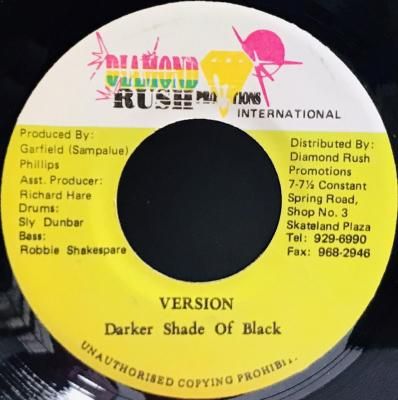 DIAMOND
RUSH PROMOTIONS
INTERNATIONAL
Produced By:
Garfield (Sampalue)
Phillips
Asst. Producer:
Richard Hare
Drums:
Sly Dunbar
Bass:
Robbie Shakespare
Distributed By:
Diamond Rush
Promotions
7-7½ Constant
Spring Road,
Shop No. 3
Skateland Plaza
Tel: 929-6990
Fax: 968-2946
VERSION
Darker Shade Of Black
UNAUTHORISED COPYING PROHIBIT.